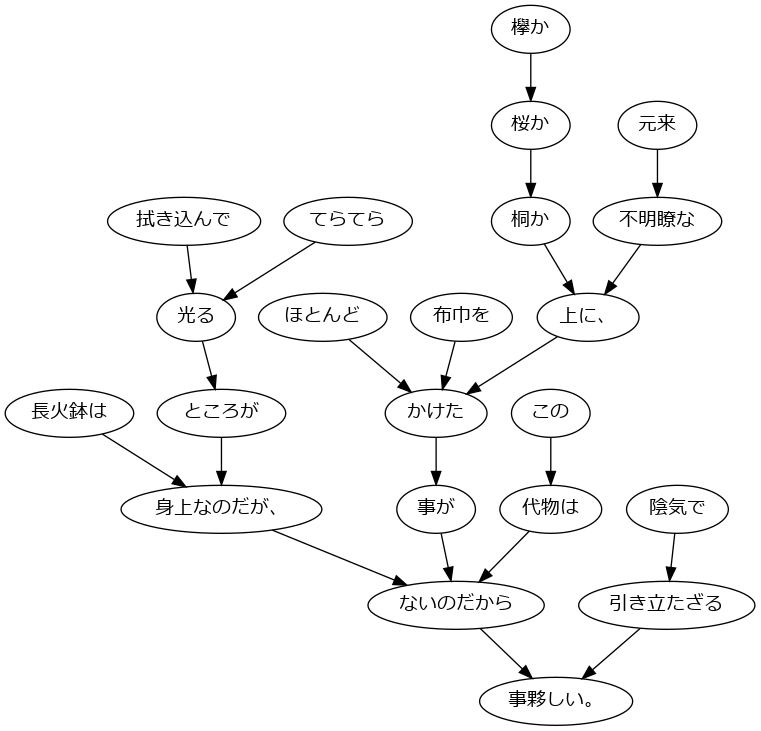 欅か
桜か
元来
拭き込んで
てらてら
桐か
不明瞭な
光る
ほとんど
布巾を
上に、
長火鉢は
ところが
かけた
この
身上なのだが、
事が
代物は
陰気で
ないのだから
引き立たざる
事夥しい。